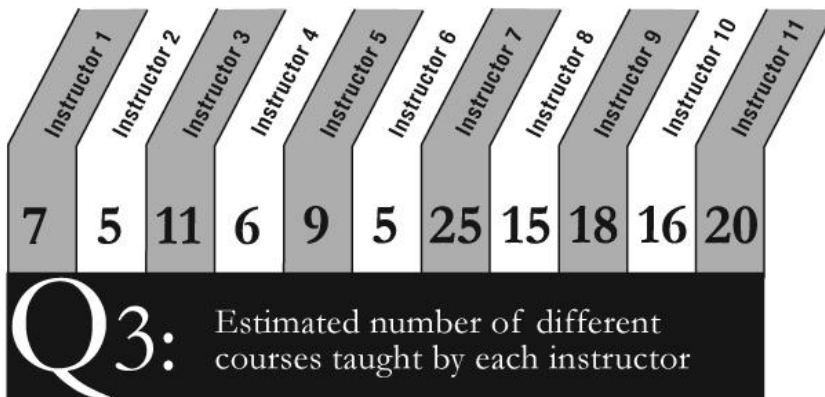 Instructor 1
Instructor 2
Instructor 3
Instructor 4
Instructor 5
Instructor 6
Instructor 7
Instructor 8
Instructor 9
Instructor 10
Instructor 11
7 5 11 6 9 5 25 15 18 16 20
Q3: Estimated number of different
courses taught by each instructor